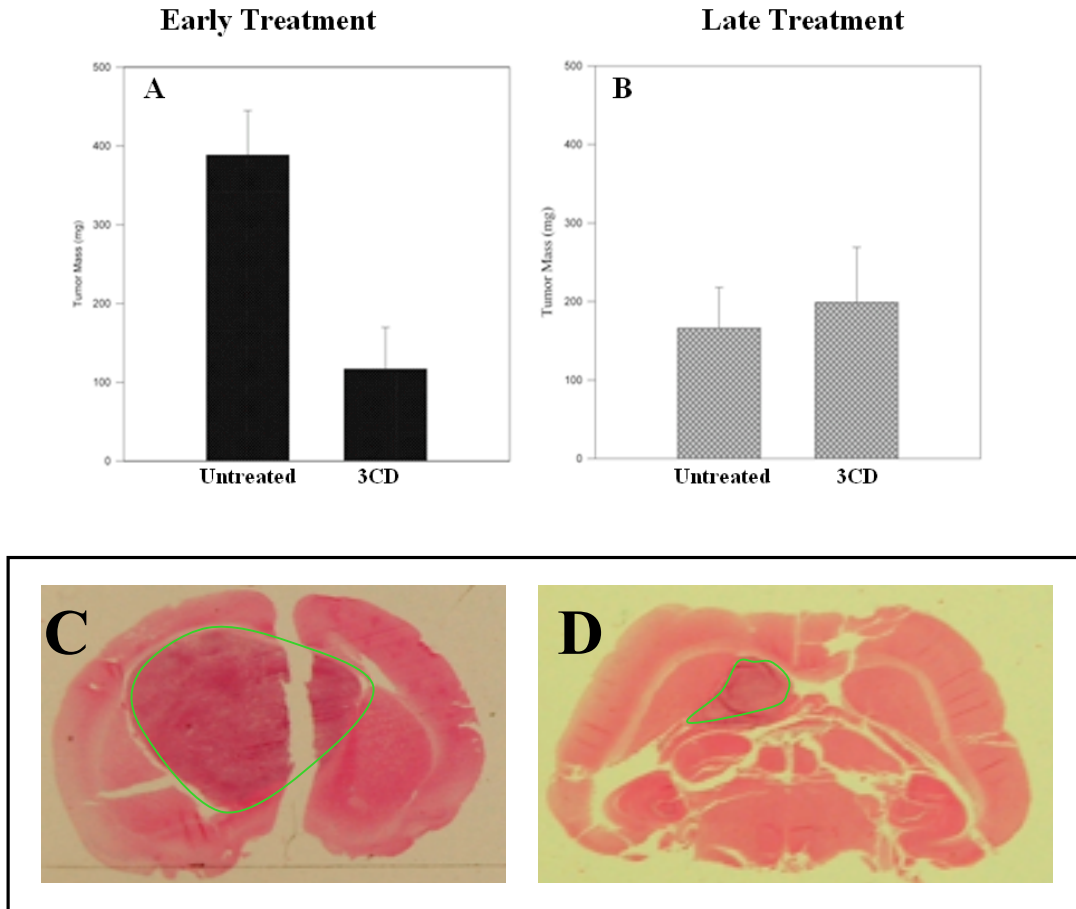 Early Treatment
Late Treatment
A
500
400
300
200
100
0
Tumor Mass (mg)
Untreated 3CD
B
500
400
300
200
100
0
Tumor Mass (mg)
Untreated 3CD
C
D